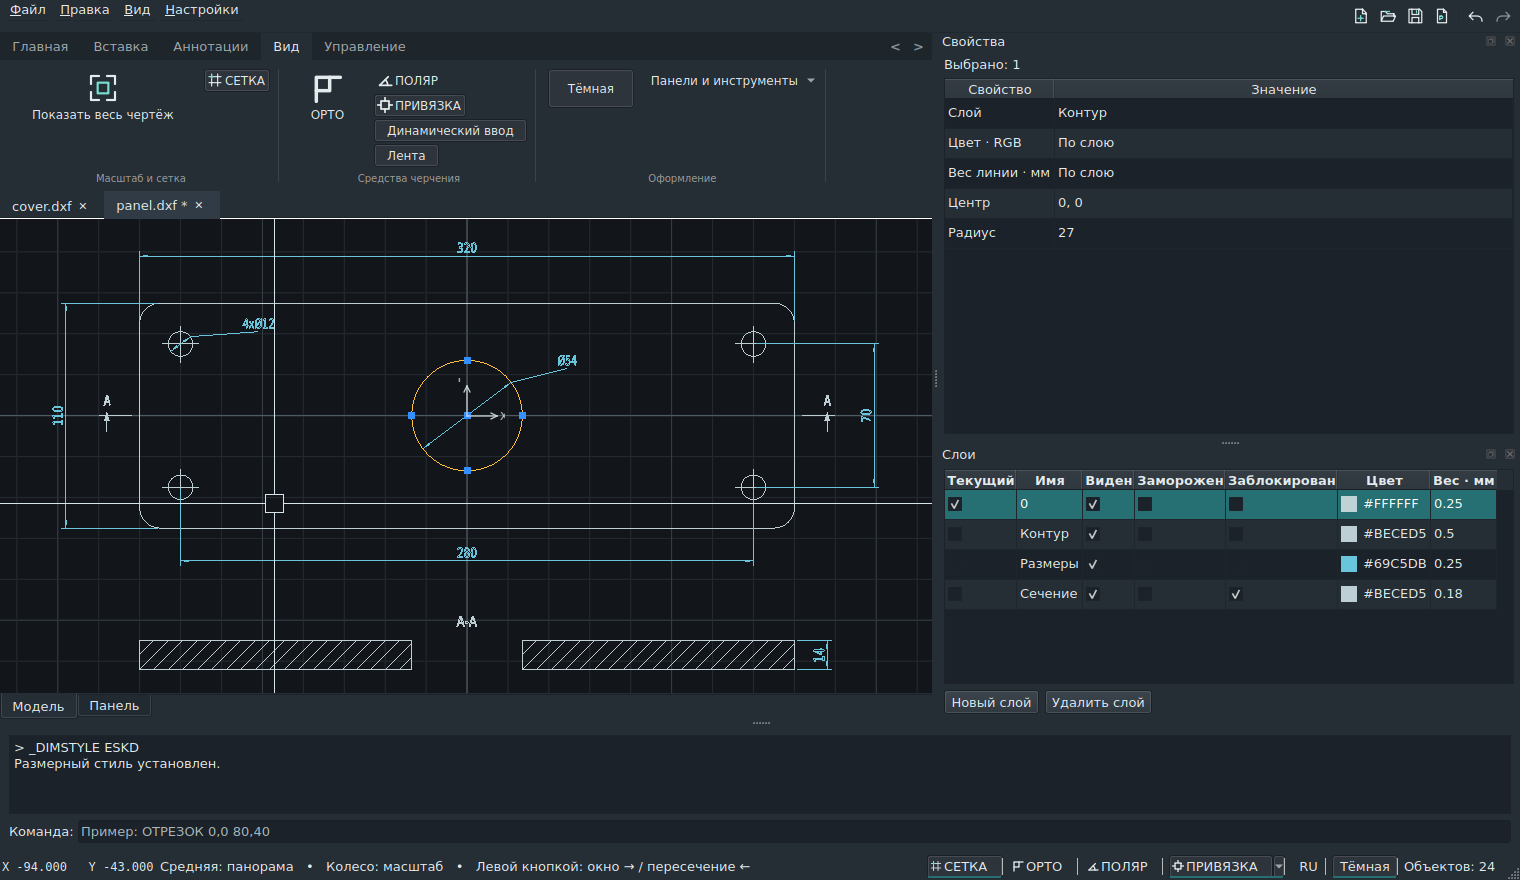 Файл Правка Вид Настройки
Главная Вставка Аннотации Вид Управление < >
Показать весь чертёж
СЕТКА
Масштаб и сетка
ОРТО
ПОЛЯР
ПРИВЯЗКА
Динамический ввод
Лента
Средства черчения
Тёмная
Панели и инструменты
Оформление
cover.dxf ×
panel.dxf * ×
320
4xØ12
Ø54
A
A
110
70
X
280
A-A
14
Модель Панель
Свойства
Выбрано: 1
Свойство Значение
Слой Контур
Цвет · RGB По слою
Вес линии · мм По слою
Центр 0, 0
Радиус 27
Слои
Текущий Имя Виден Заморожен Заблокирован Цвет Вес · мм
0 #FFFFFF 0.25
Контур #BECED5 0.5
Размеры #69C5DB 0.25
Сечение #BECED5 0.18
Новый слой Удалить слой
> _DIMSTYLE ESKD
Размерный стиль установлен.
Команда: Пример: ОТРЕЗОК 0,0 80,40
X -94.000 Y -43.000 Средняя: панорама • Колесо: масштаб • Левой кнопкой: окно → / пересечение ← СЕТКА ОРТО ПОЛЯР ПРИВЯЗКА RU Тёмная Объектов: 24